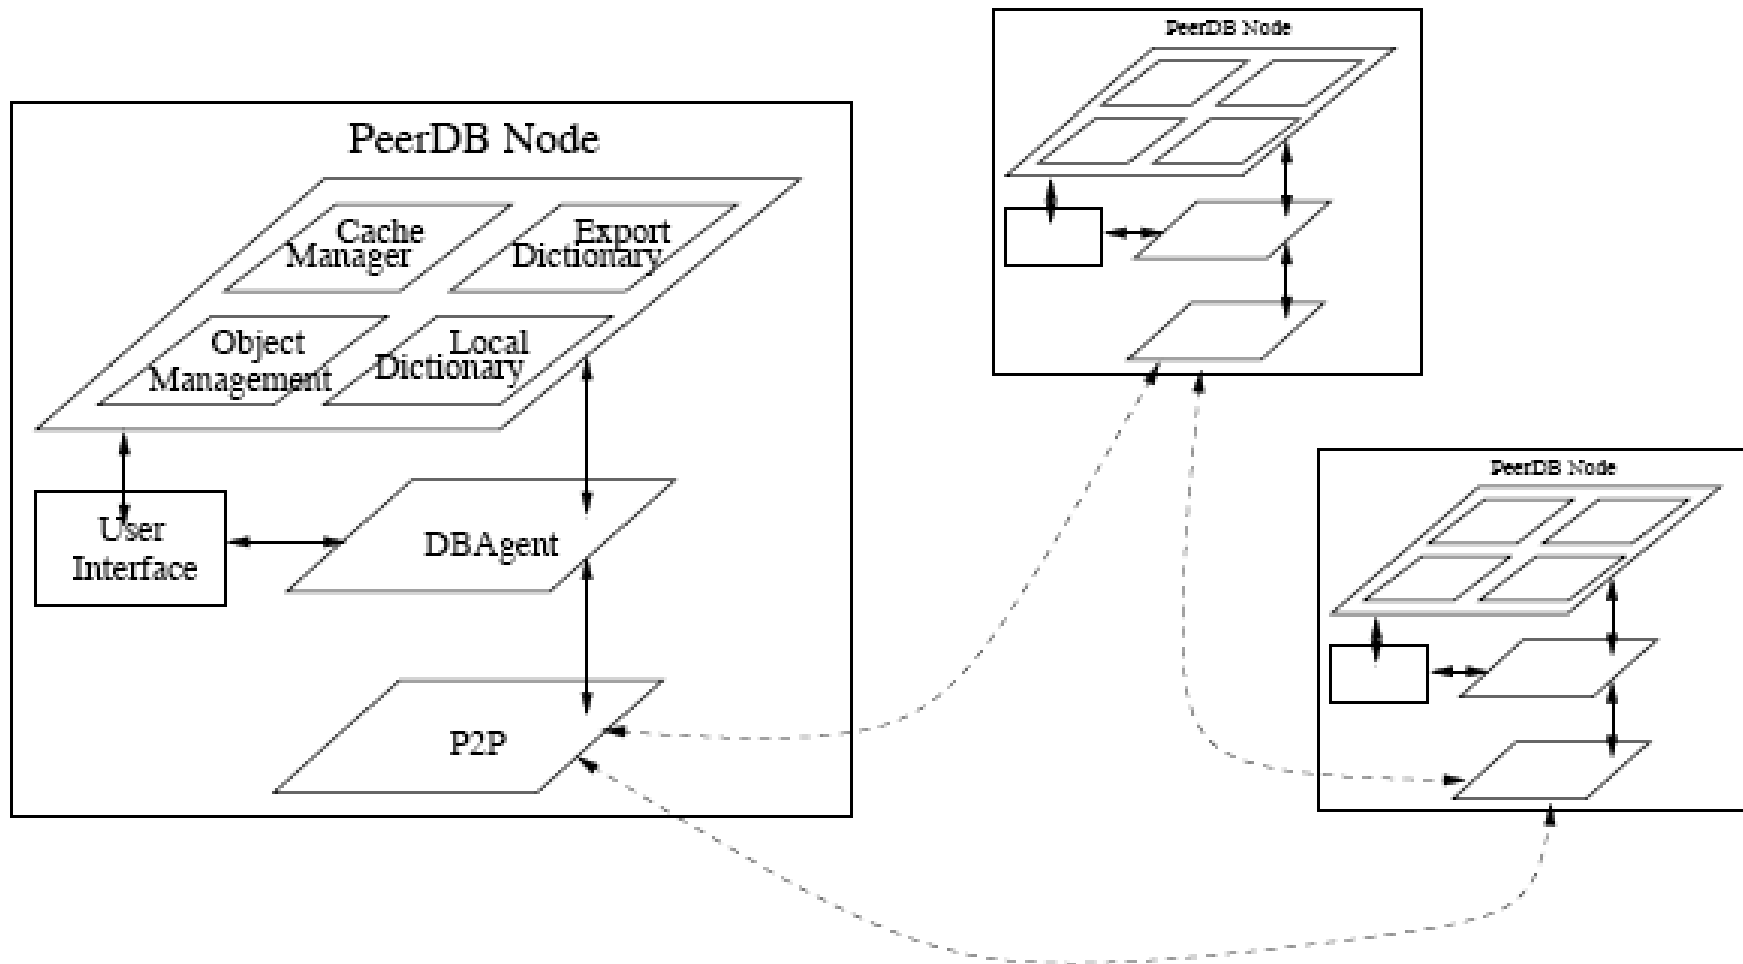 PeerDB Node
Cache
Manager
Export
Dictionary
Object
Management
Local
Dictionary
User
Interface
DBAgent
P2P
PeerDB Node
PeerDB Node